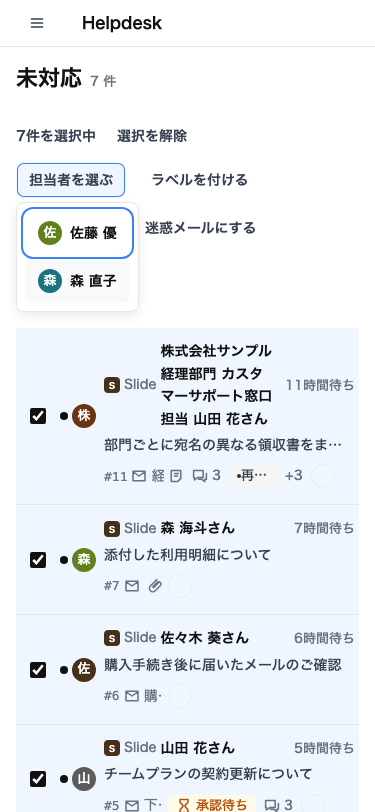 Helpdesk
未対応 7 件
7件を選択中 選択を解除
担当者を選ぶ ラベルを付ける
佐 佐藤 優 迷惑メールにする
森 森 直子
株式会社サンプル
経理部門 カスタ
S Slide マーサポート窓口 11時間待ち
担当 山田 花さん
株
部門ごとに宛名の異なる領収書をま…
#11 経 3 •再… +3
S Slide 森 海斗さん 7時間待ち
森 添付した利用明細について
#7
S Slide 佐々木 葵さん 6時間待ち
佐 購入手続き後に届いたメールのご確認
#6 購·
S Slide 山田 花さん 5時間待ち
山 チームプランの契約更新について
#5 下· 承認待ち 3